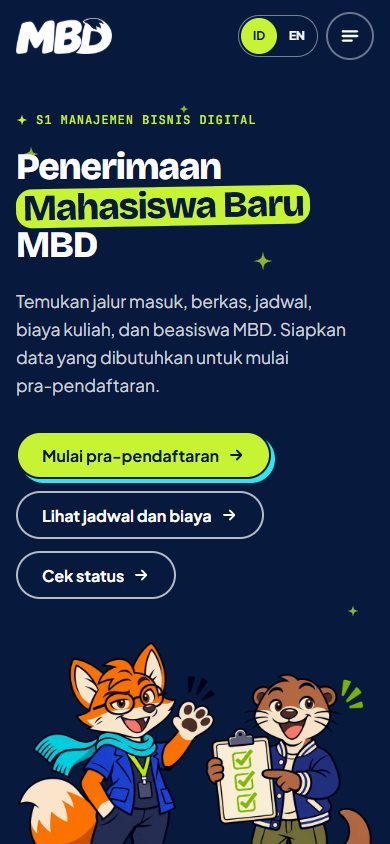 MBD
ID
EN
S1 MANAJEMEN BISNIS DIGITAL
Penerimaan
Mahasiswa Baru
MBD
Temukan jalur masuk, berkas, jadwal,
biaya kuliah, dan beasiswa MBD. Siapkan
data yang dibutuhkan untuk mulai
pra-pendaftaran.
Mulai pra-pendaftaran →
Lihat jadwal dan biaya →
Cek status →